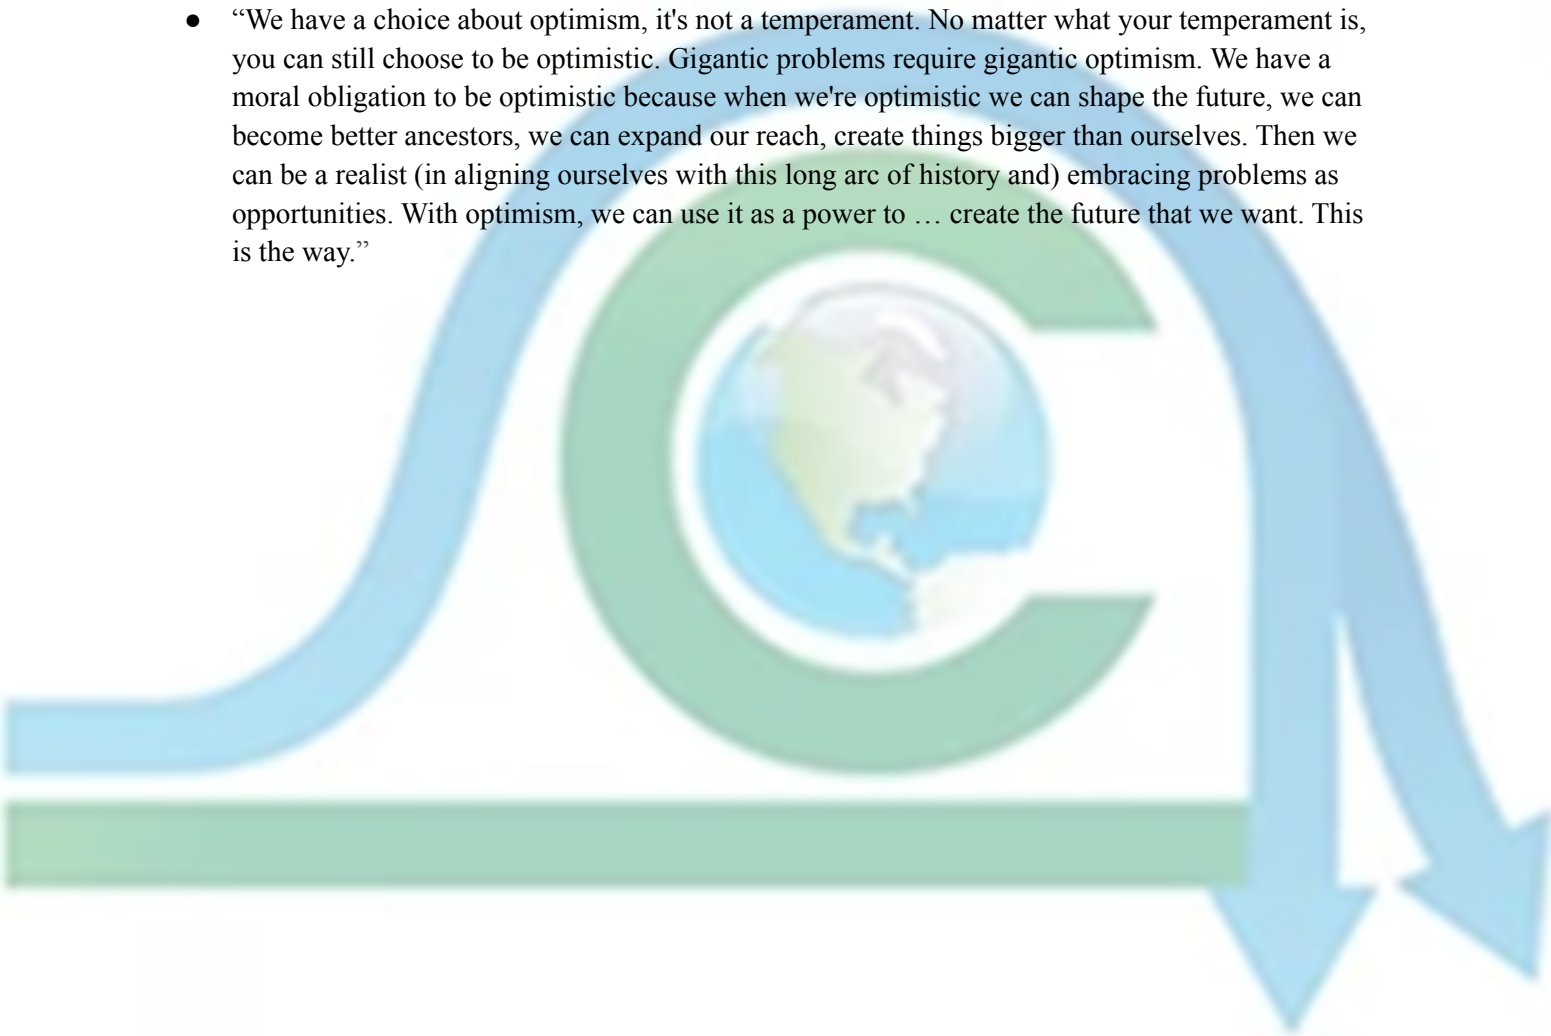 ● “We have a choice about optimism, it's not a temperament. No matter what your temperament is,
you can still choose to be optimistic. Gigantic problems require gigantic optimism. We have a
moral obligation to be optimistic because when we're optimistic we can shape the future, we can
become better ancestors, we can expand our reach, create things bigger than ourselves. Then we
can be a realist (in aligning ourselves with this long arc of history and) embracing problems as
opportunities. With optimism, we can use it as a power to … create the future that we want. This
is the way.”